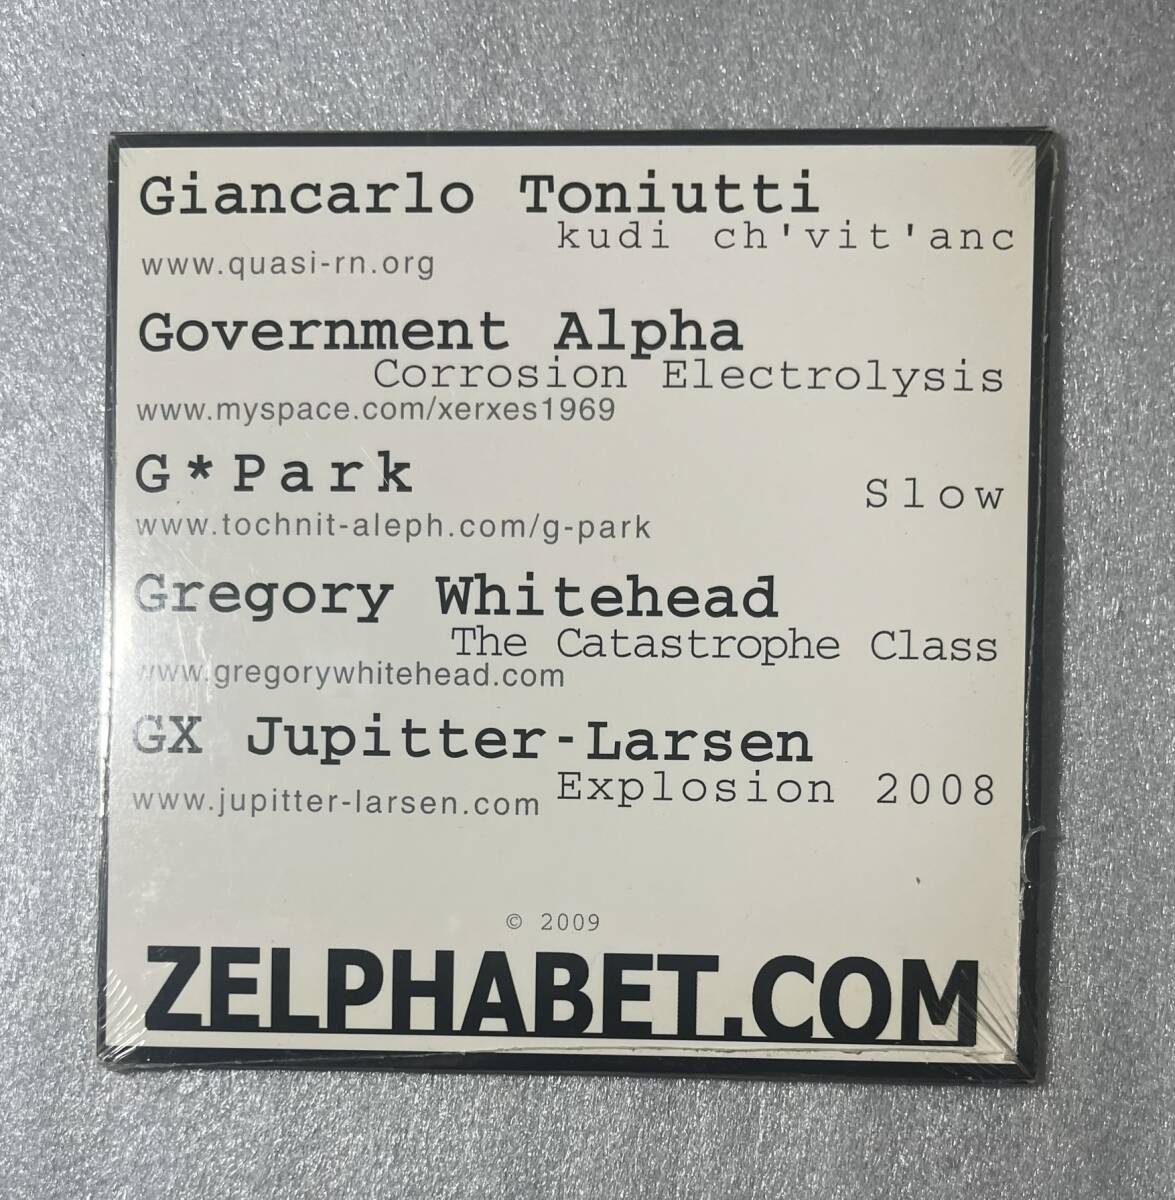 Giancarlo Toniutti
kudi ch'vit'anc
www.quasi-rn.org
Government Alpha
Corrosion Electrolysis
www.myspace.com/xerxes1969
G*Park
Slow
www.tochnit-aleph.com/g-park
Gregory Whitehead
The Catastrophe Class
www.gregorywhitehead.com
GX Jupitter-Larsen
Explosion 2008
www.jupitter-larsen.com
© 2009
ZELPHABET.COM